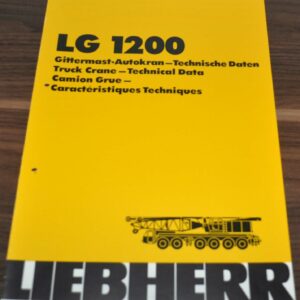 LG 1200
Gittermast-Autokran – Technische Daten
Truck Crane – Technical Data
Camion Grue –
Caractéristiques Techniques
LIEBHERR